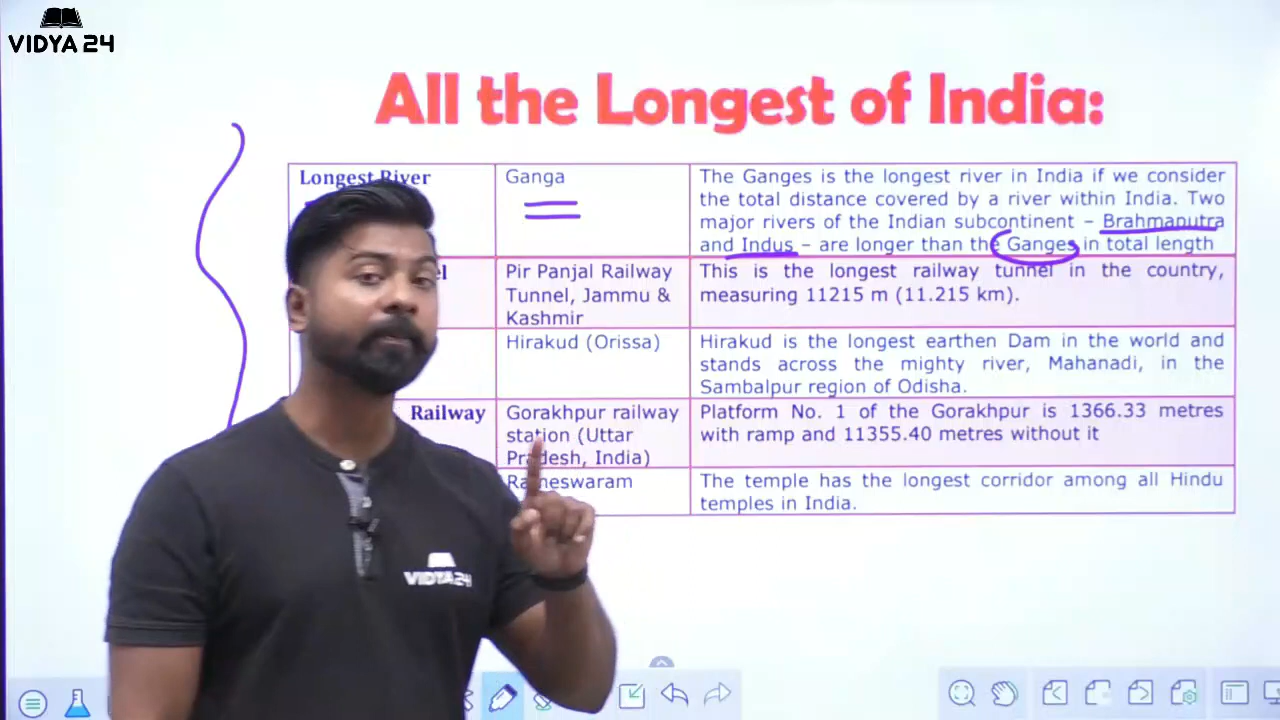 VIDYA 24
All the Longest of India:
Longest River
Ganga
The Ganges is the longest river in India if we consider
the total distance covered by a river within India. Two
major rivers of the Indian subcontinent – Brahmaputra
and Indus – are longer than the Ganges in total length
Pir Panjal Railway
Tunnel, Jammu &
Kashmir
This is the longest railway tunnel in the country,
measuring 11215 m (11.215 km).
Hirakud (Orissa)
Hirakud is the longest earthen Dam in the world and
stands across the mighty river, Mahanadi, in the
Sambalpur region of Odisha.
Railway
Gorakhpur railway
station (Uttar
Pradesh, India)
Platform No. 1 of the Gorakhpur is 1366.33 metres
with ramp and 11355.40 metres without it
Rameswaram
The temple has the longest corridor among all Hindu
temples in India.
VIDYA 24